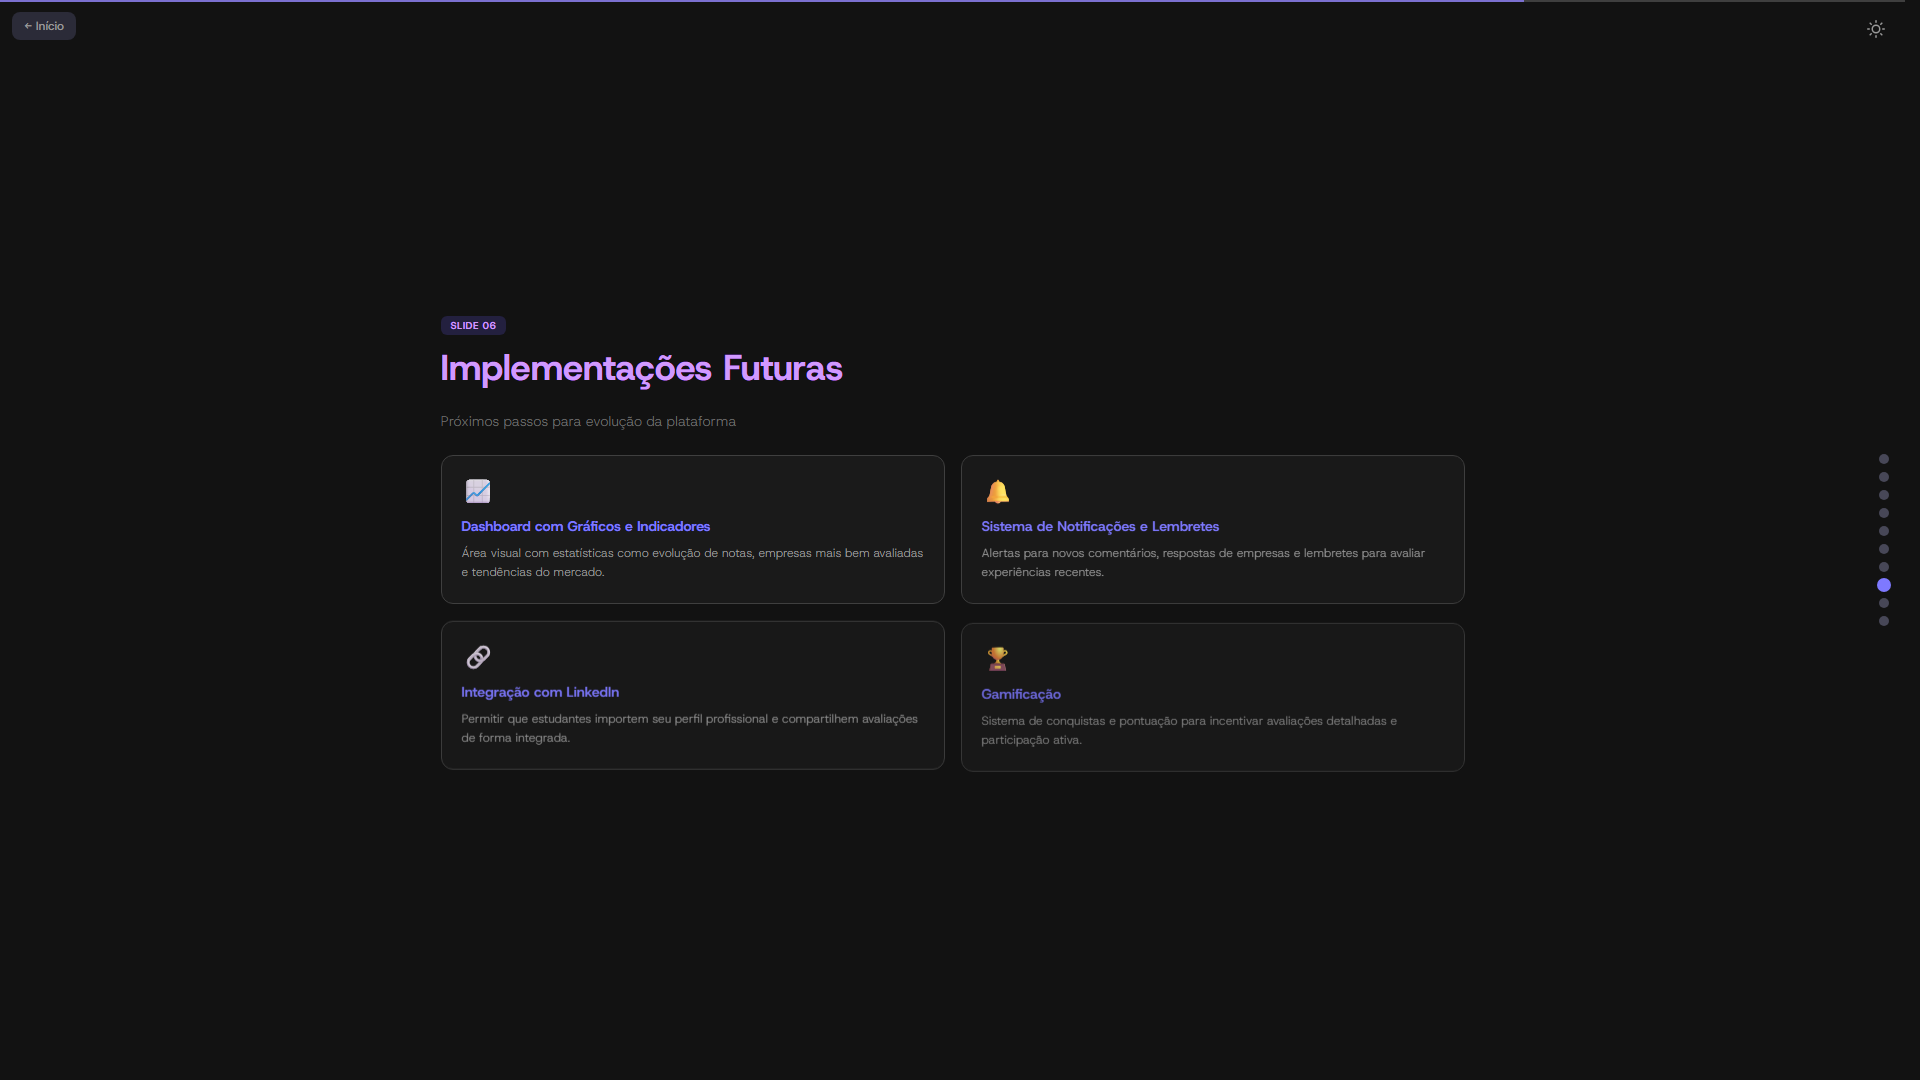 ← Início
SLIDE 06
Implementações Futuras
Próximos passos para evolução da plataforma
Dashboard com Gráficos e Indicadores
Área visual com estatísticas como evolução de notas, empresas mais bem avaliadas
e tendências do mercado.
Sistema de Notificações e Lembretes
Alertas para novos comentários, respostas de empresas e lembretes para avaliar
experiências recentes.
Integração com LinkedIn
Permitir que estudantes importem seu perfil profissional e compartilhem avaliações
de forma integrada.
Gamificação
Sistema de conquistas e pontuação para incentivar avaliações detalhadas e
participação ativa.